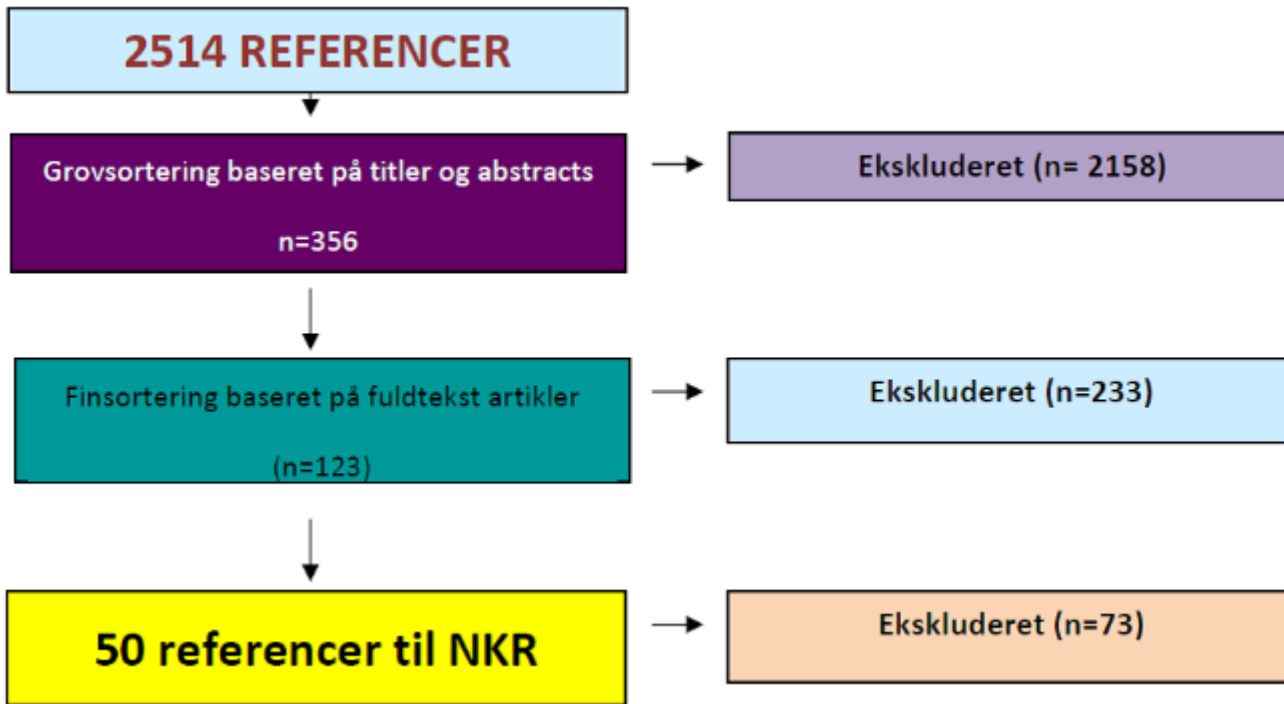 2514 REFERENCER
Grovsortering baseret på titler og abstracts
n=356
Ekskluderet (n= 2158)
Finsortering baseret på fuldtekst artikler
(n=123)
Ekskluderet (n=233)
50 referencer til NKR
Ekskluderet (n=73)